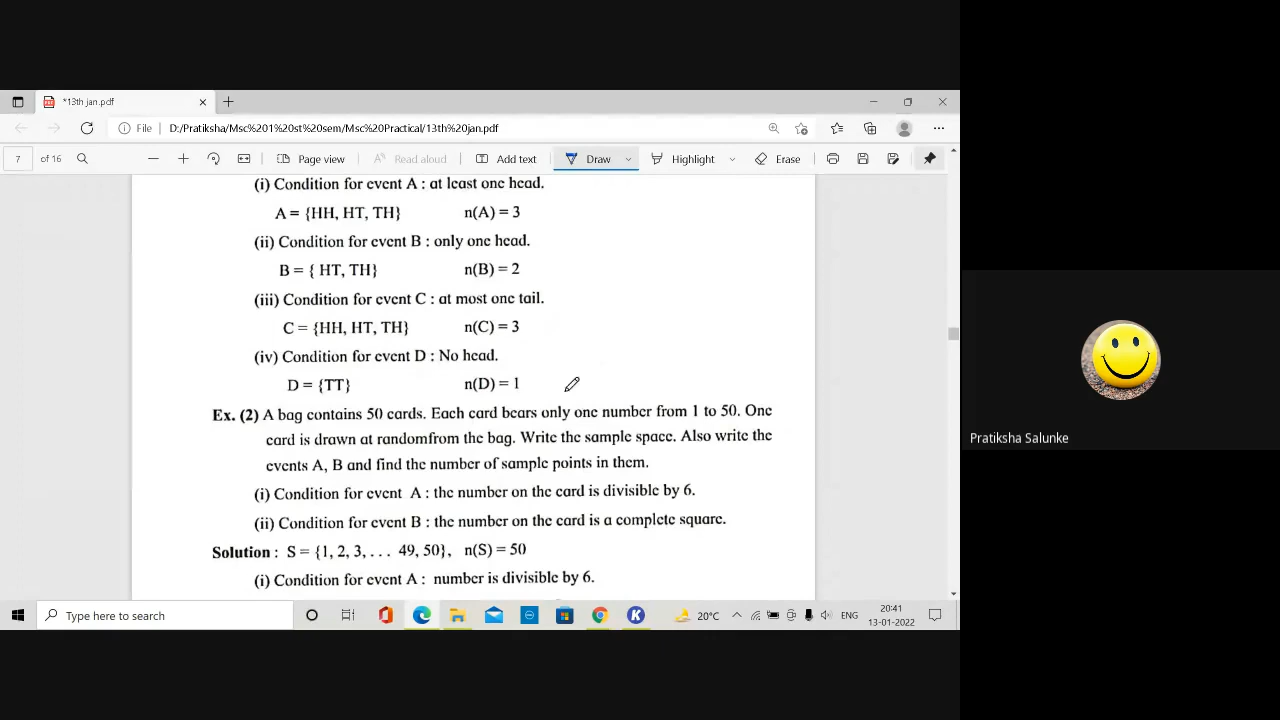 *13th jan.pdf
File D:/Pratiksha/Msc%201%20st%20sem/Msc%20Practical/13th%20jan.pdf
7 of 16 Page view Read aloud Add text Draw Highlight Erase
(i) Condition for event A : at least one head.
A = {HH, HT, TH} n(A) = 3
(ii) Condition for event B : only one head.
B = { HT, TH} n(B) = 2
(iii) Condition for event C : at most one tail.
C = {HH, HT, TH} n(C) = 3
(iv) Condition for event D : No head.
D = {TT} n(D) = 1
Ex. (2) A bag contains 50 cards. Each card bears only one number from 1 to 50. One
card is drawn at randomfrom the bag. Write the sample space. Also write the
events A, B and find the number of sample points in them.
(i) Condition for event A : the number on the card is divisible by 6.
(ii) Condition for event B : the number on the card is a complete square.
Solution : S = {1, 2, 3, . . . 49, 50}, n(S) = 50
(i) Condition for event A : number is divisible by 6.
Pratiksha Salunke
Type here to search
20°C
ENG
20:41
13-01-2022